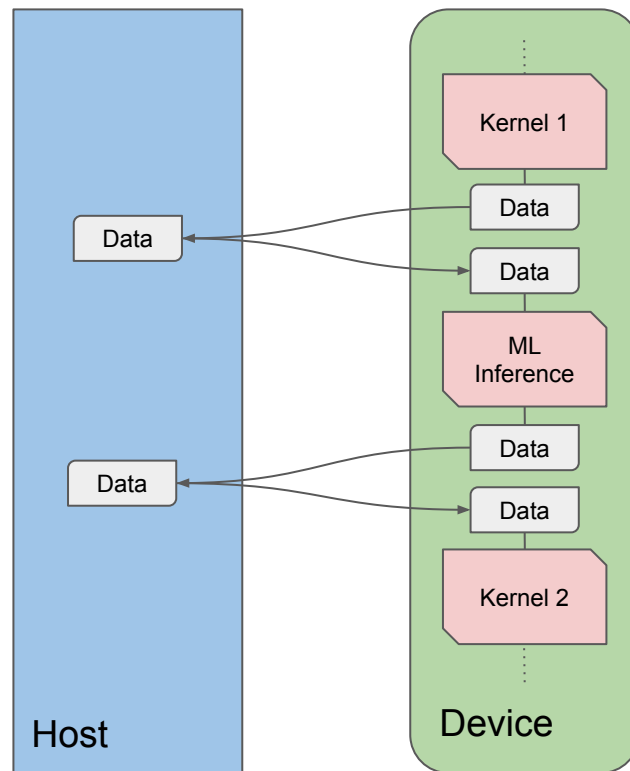 Kernel 1
Data
Data
Data
ML
Inference
Data
Data
Data
Kernel 2
Host
Device